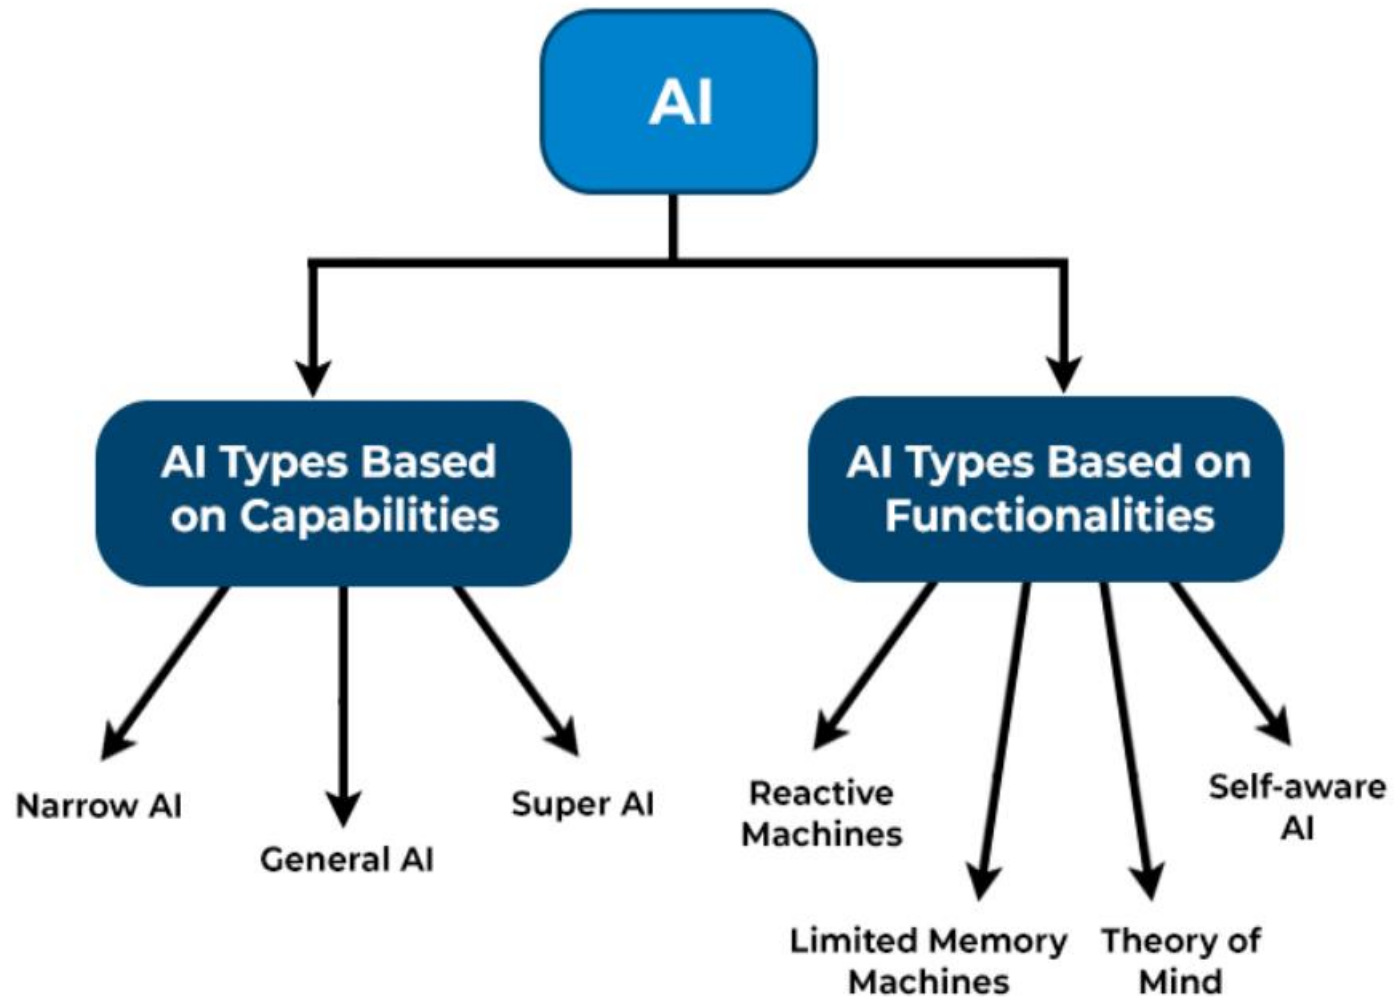 AI
AI Types Based
on Capabilities
AI Types Based on
Functionalities
Narrow AI
General AI
Super AI
Reactive
Machines
Limited Memory
Machines
Theory of
Mind
Self-aware
AI